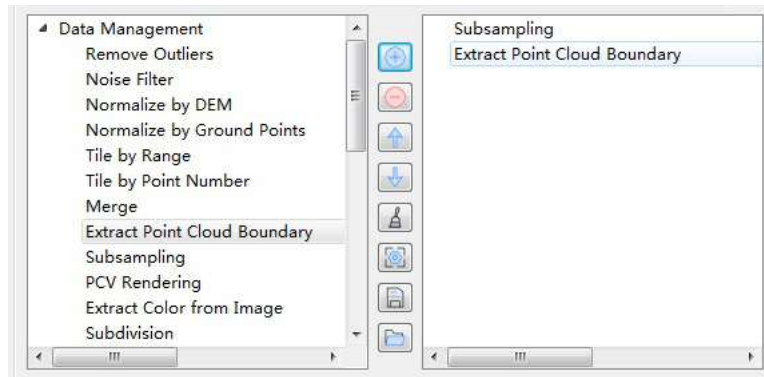 Data Management
Remove Outliers
Noise Filter
Normalize by DEM
Normalize by Ground Points
Tile by Range
Tile by Point Number
Merge
Extract Point Cloud Boundary
Subsampling
PCV Rendering
Extract Color from Image
Subdivision
Subsampling
Extract Point Cloud Boundary